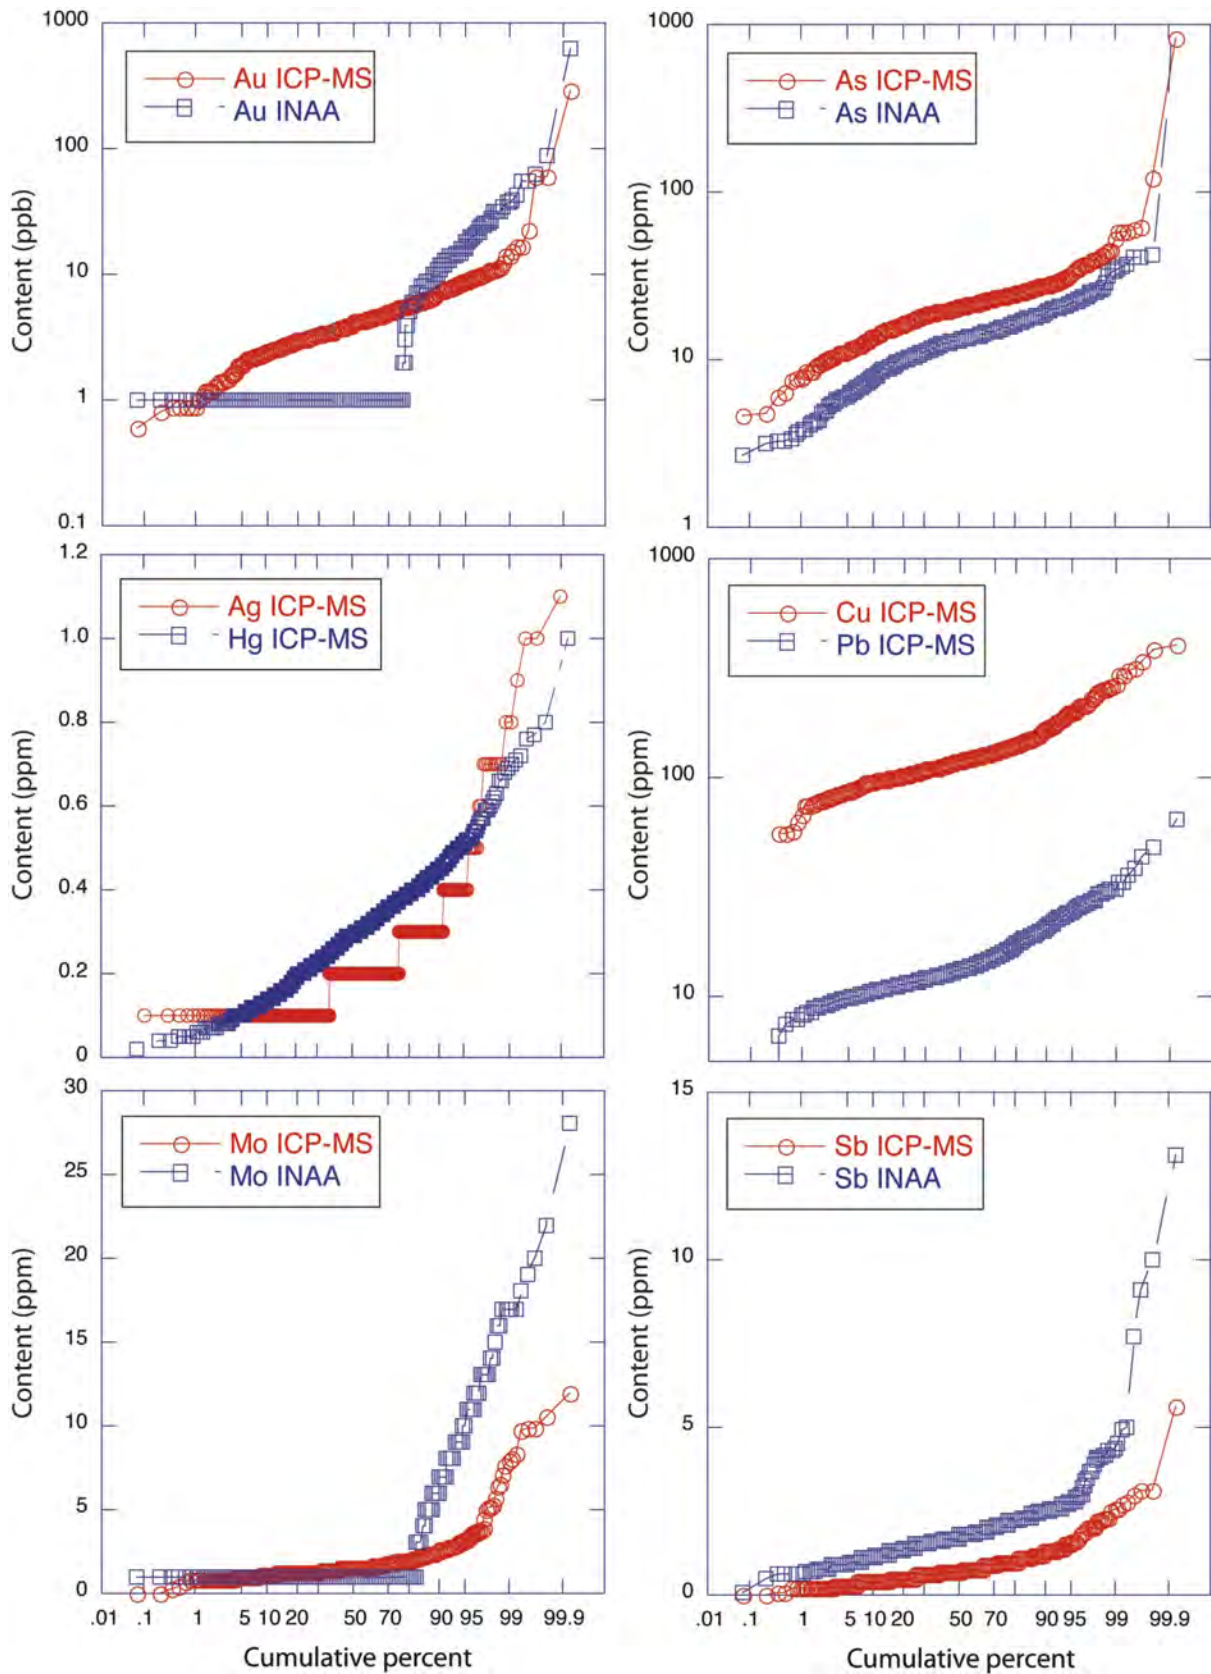 1000
100
10
1
0.1
Content (ppb)
Au ICP-MS
Au INAA
1000
100
10
1
Content (ppm)
As ICP-MS
As INAA
1.2
1.0
0.8
0.6
0.4
0.2
0
Content (ppm)
Ag ICP-MS
Hg ICP-MS
1000
100
10
Content (ppm)
Cu ICP-MS
Pb ICP-MS
30
25
20
15
10
5
0
Content (ppm)
Mo ICP-MS
Mo INAA
.01 .1 1 5 10 20 50 70 90 95 99 99.9
Cumulative percent
15
10
5
0
Content (ppm)
Sb ICP-MS
Sb INAA
.01 .1 1 5 10 20 50 70 90 95 99 99.9
Cumulative percent